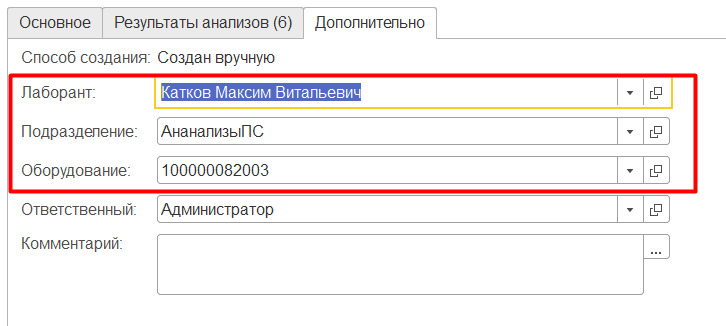 Основное Результаты анализов (6) Дополнительно
Способ создания: Создан вручную
Лаборант: Катков Максим Витальевич
Подразделение: АнанализыПС
Оборудование: 100000082003
Ответственный: Администратор
Комментарий: ...